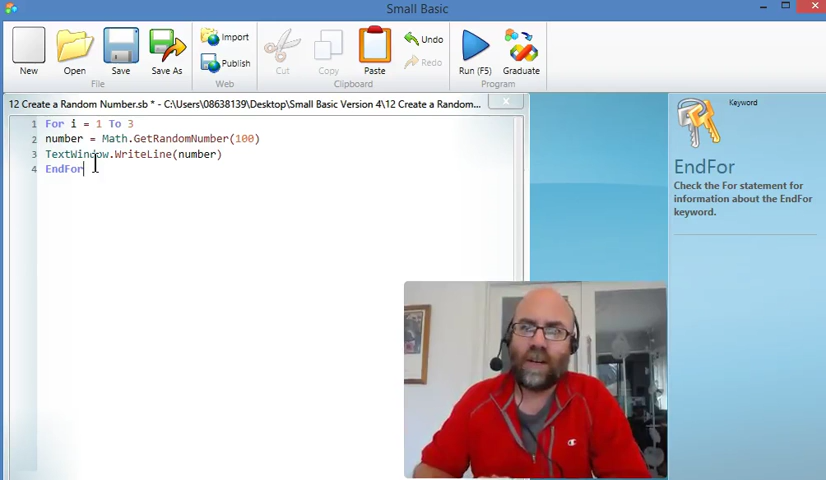 Small Basic
New
Open
Save
Save As
File
Import
Publish
Web
Cut
Copy
Paste
Clipboard
Undo
Redo
Run (F5)
Graduate
Program
12 Create a Random Number.sb * - C:\Users\08638139\Desktop\Small Basic Version 4\12 Create a Random...
1 For i = 1 To 3
2 number = Math.GetRandomNumber(100)
3 TextWindow.WriteLine(number)
4 EndFor
Keyword
EndFor
Check the For statement for
information about the EndFor
keyword.